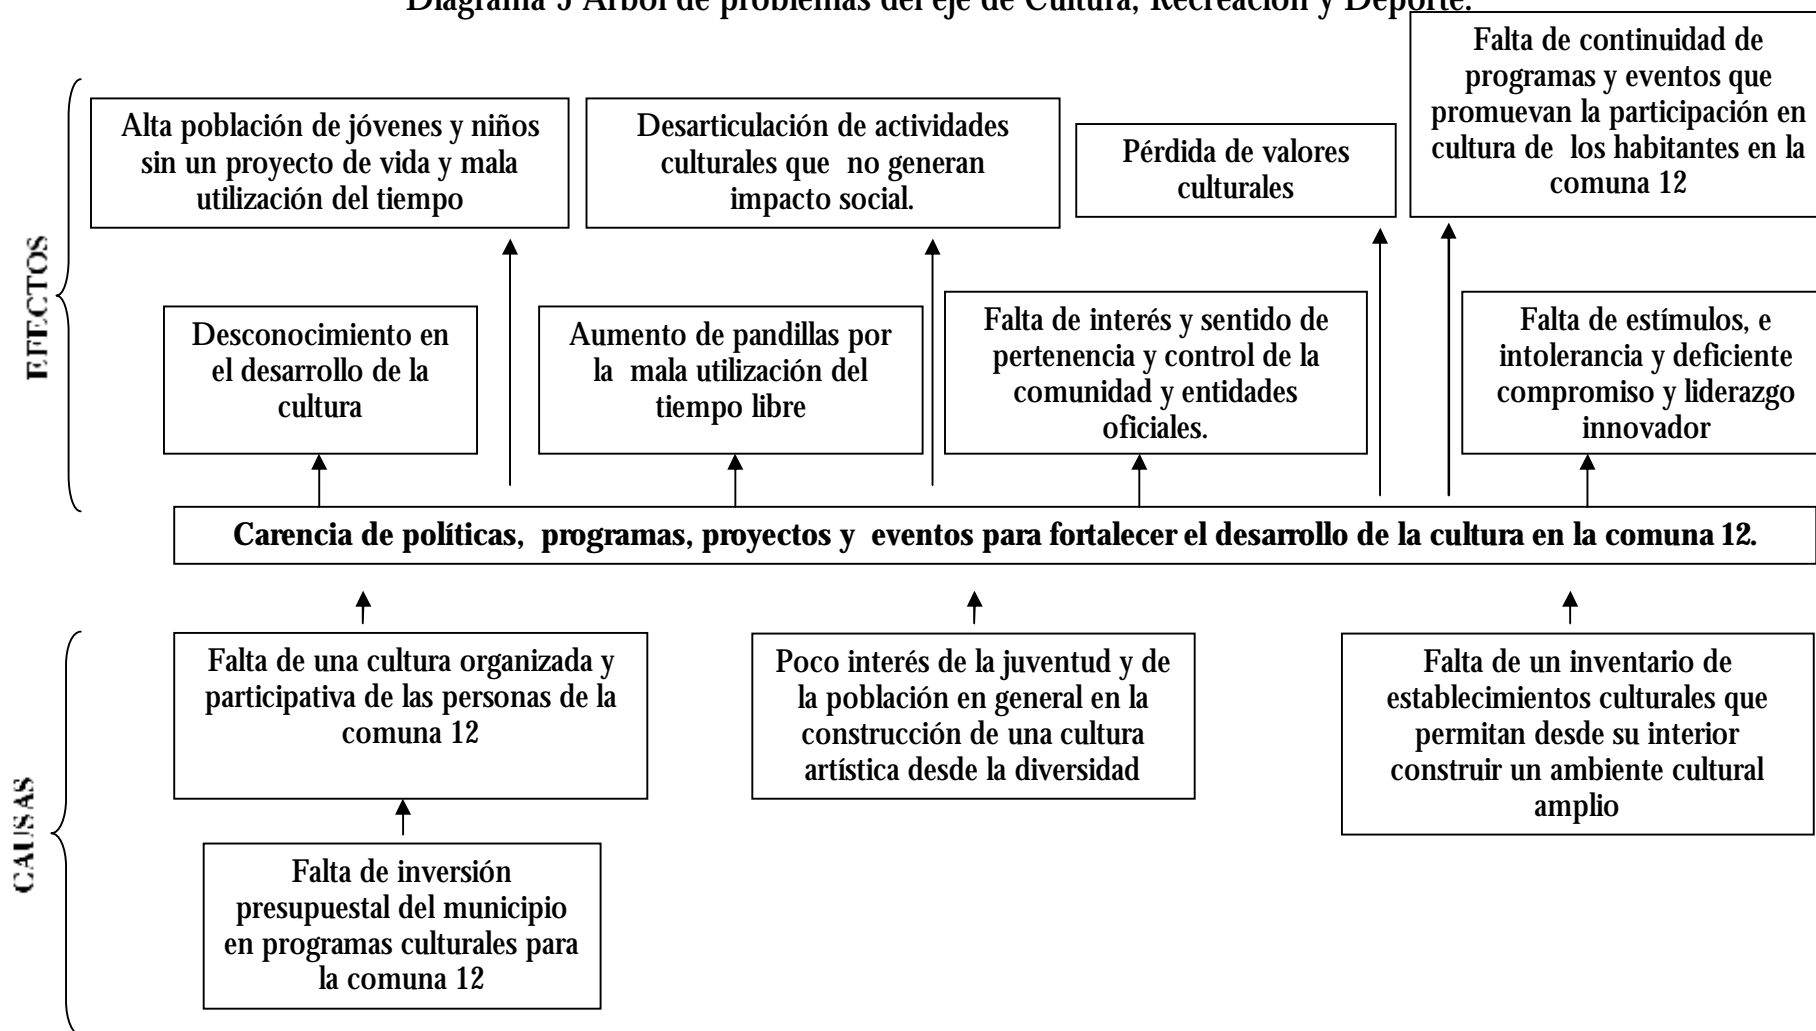 Diagrama 5 Árbol de problemas del eje de Cultura, Recreación y Deporte.
EFECTOS
Alta población de jóvenes y niños
sin un proyecto de vida y mala
utilización del tiempo
Desarticulación de actividades
culturales que no generan
impacto social.
Pérdida de valores
culturales
Falta de continuidad de
programas y eventos que
promuevan la participación en
cultura de los habitantes en la
comuna 12
Desconocimiento en
el desarrollo de la
cultura
Aumento de pandillas por
la mala utilización del
tiempo libre
Falta de interés y sentido de
pertenencia y control de la
comunidad y entidades
oficiales.
Falta de estímulos, e
intolerancia y deficiente
compromiso y liderazgo
innovador
Carencia de políticas, programas, proyectos y eventos para fortalecer el desarrollo de la cultura en la comuna 12.
CAUSAS
Falta de una cultura organizada y
participativa de las personas de la
comuna 12
Poco interés de la juventud y de
la población en general en la
construcción de una cultura
artística desde la diversidad
Falta de un inventario de
establecimientos culturales que
permitan desde su interior
construir un ambiente cultural
amplio
Falta de inversión
presupuestal del municipio
en programas culturales para
la comuna 12